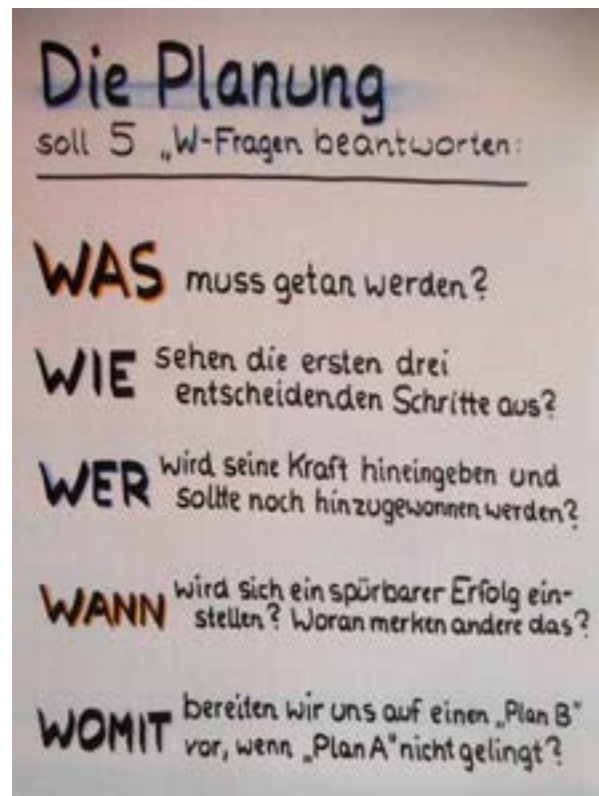 Die Planung
soll 5 „W-Fragen beantworten:
WAS muss getan werden?
WIE sehen die ersten drei
entscheidenden Schritte aus?
WER wird seine Kraft hineingeben und
sollte noch hinzugewonnen werden?
WANN wird sich ein spürbarer Erfolg ein-
stellen? Woran merken andere das?
WOMIT bereiten wir uns auf einen „Plan B"
vor, wenn „Plan A" nicht gelingt?